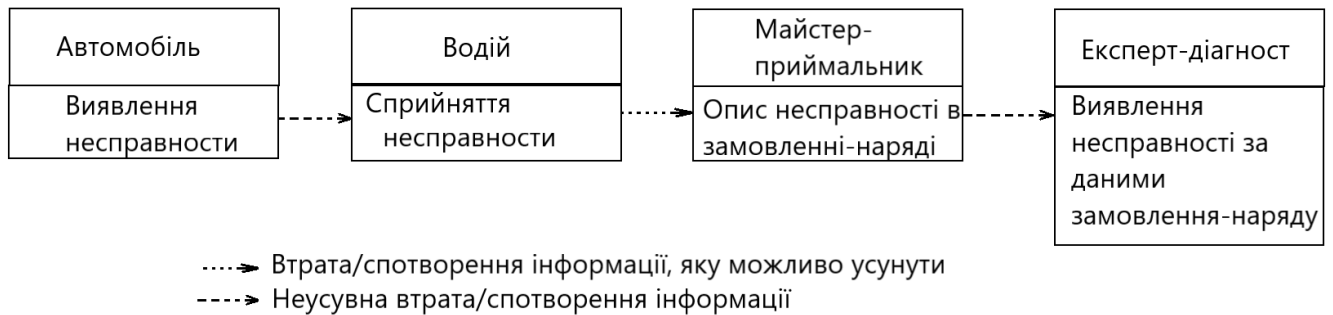 Автомобіль
Виявлення
несправности
Водій
Сприйняття
несправности
Майстер-
приймальник
Опис несправності в
замовленні-наряді
Експерт-діагност
Виявлення
несправності за
даними
замовлення-наряду
Втрата/спотворення інформації, яку можливо усунути
Неусувна втрата/спотворення інформації